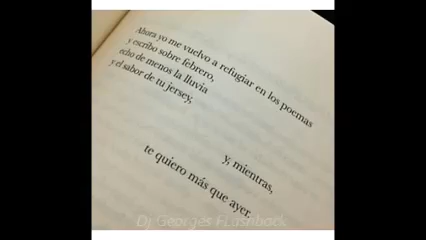 Ahora yo me vuelvo a refugiar en los poemas
y escribo sobre febrero,
echo de menos la lluvia
y el sabor de tu jersey,
y, mientras,
te quiero más que ayer.
Dj Georges Flashback